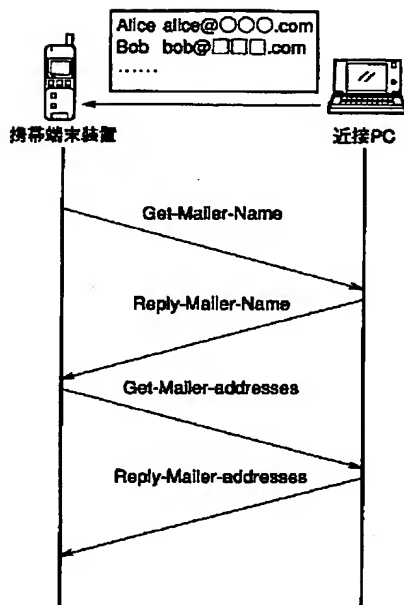 Alice alice@○○○.com
Bob bob@□□□.com
……
携帯端末装置
近接PC
Get-Mailer-Name
Reply-Mailer-Name
Get-Mailer-addresses
Reply-Mailer-addresses